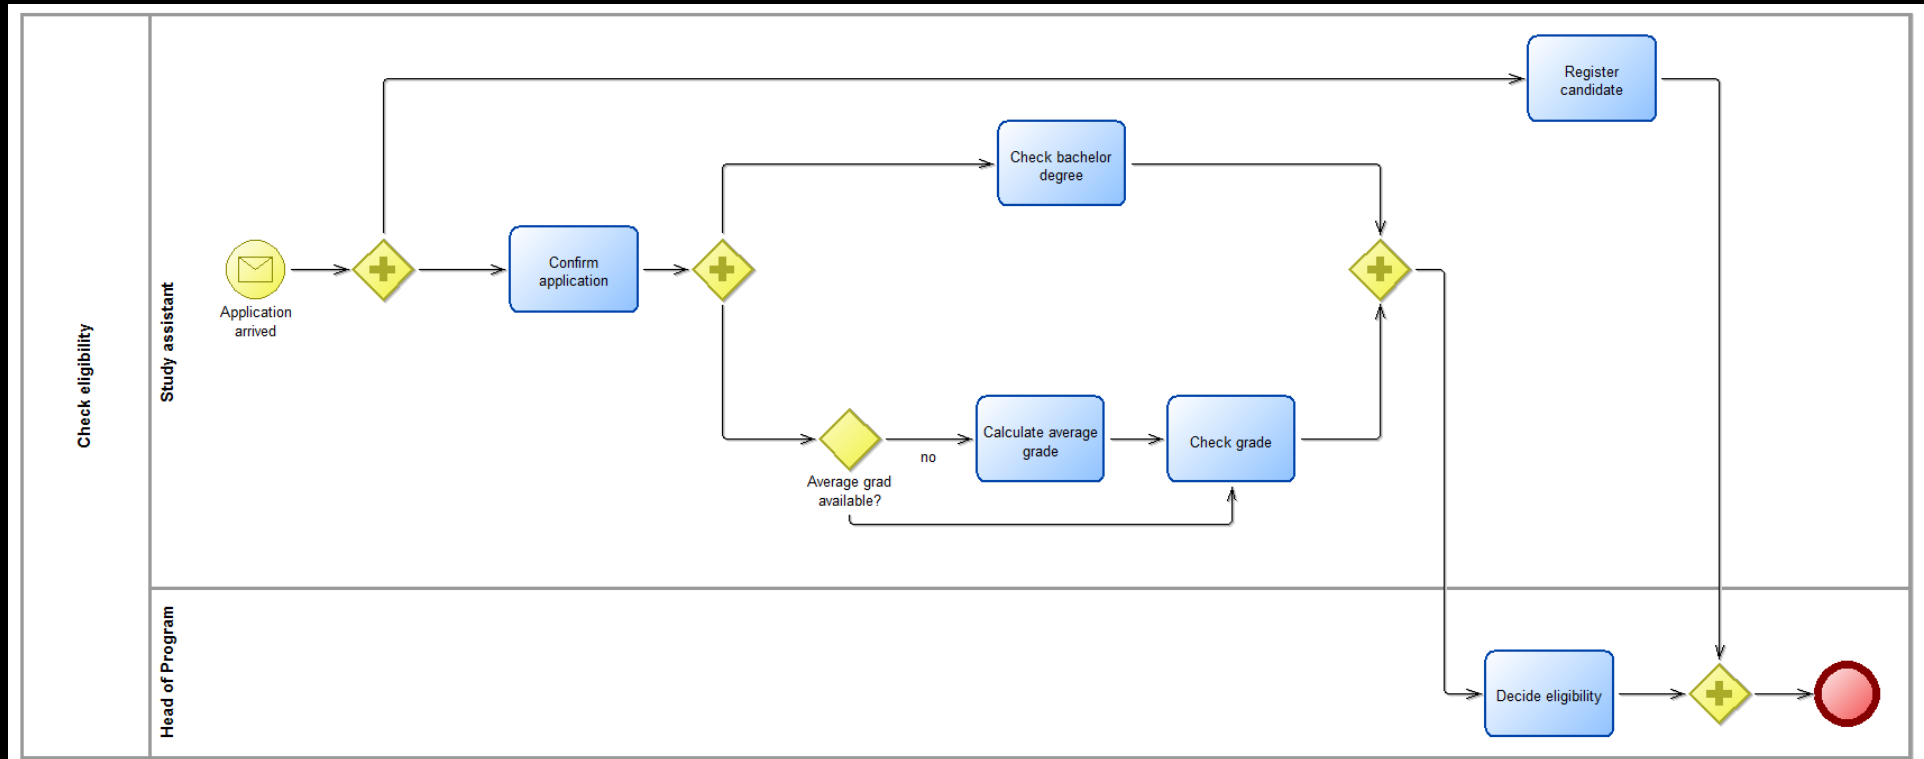 Check eligibility
Study assistant
Head of Program
Application
arrived
Confirm
application
Register
candidate
Check bachelor
degree
Average grad
available?
no
Calculate average
grade
Check grade
Decide eligibility